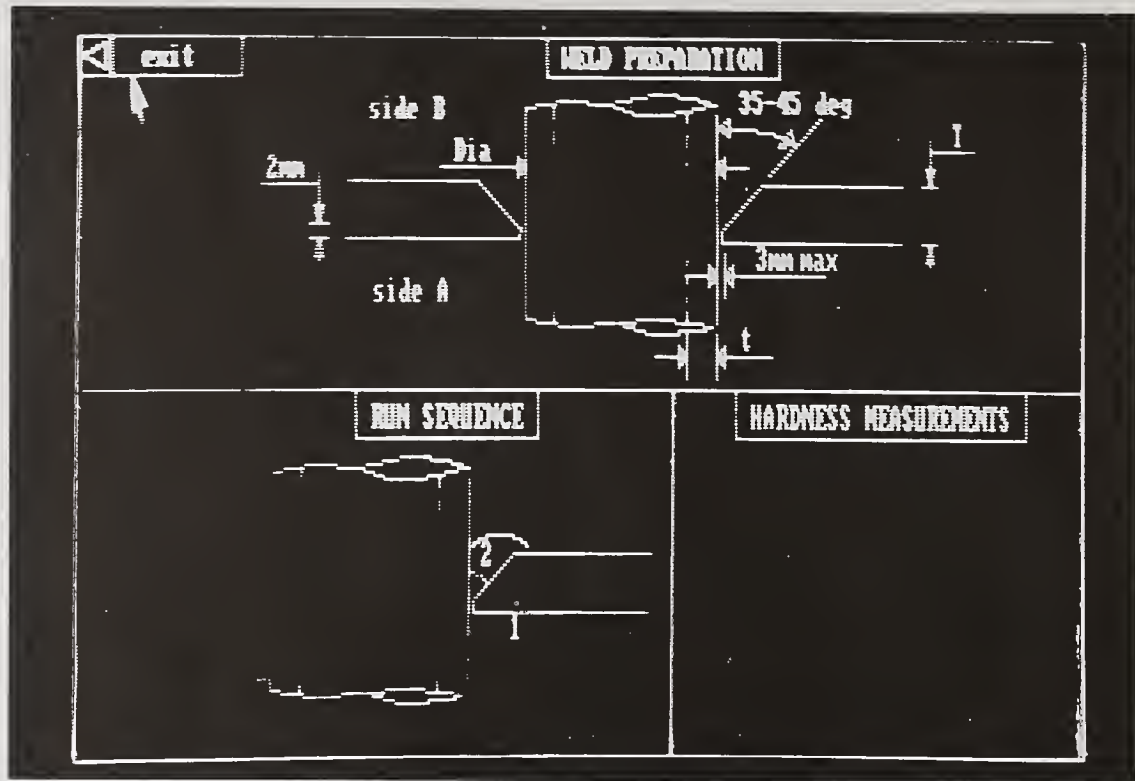 exit
WELD PREPARATION
side B
35-45 deg
Dia
T
2mm
3mm max
side A
t
RUN SEQUENCE
HARDNESS MEASUREMENTS
2
1